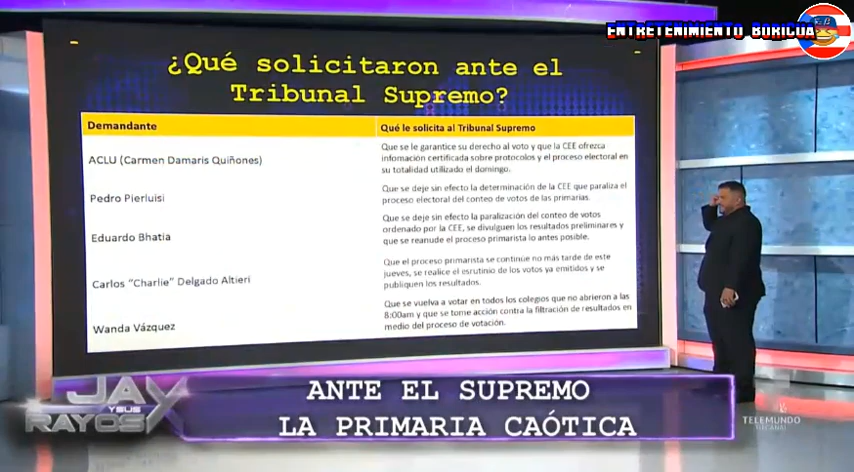 ENTRETENIMIENTO BORICUA
¿Qué solicitaron ante el
Tribunal Supremo?
Demandante
Qué le solicita al Tribunal Supremo
ACLU (Carmen Damaris Quiñones)
Que se le garantice su derecho al voto y que la CEE ofrezca
infomación certificada sobre protocolos y el proceso electoral en
su totalidad utilizado el domingo.
Pedro Pierluisi
Que se deje sin efecto la determinación de la CEE que paraliza el
proceso electoral del conteo de votos de las primarias.
Eduardo Bhatia
Que se deje sin efecto la paralización del conteo de votos
ordenado por la CEE, se divulguen los resultados preliminares y
que se reanude el proceso primarista lo antes posible.
Carlos “Charlie” Delgado Altieri
Que el proceso primarista se continue no más tarde de este
jueves, se realice el esrutinio de los votos ya emitidos y se
publiquen los resultados.
Wanda Vázquez
Que se vuelva a votar en todos los colegios que no abrieron a las
8:00am y que se tome acción contra la filtración de resultados en
medio del proceso de votación.
JAY
Y SUS
RAYOS
ANTE EL SUPREMO
LA PRIMARIA CAÓTICA
TELEMUNDO